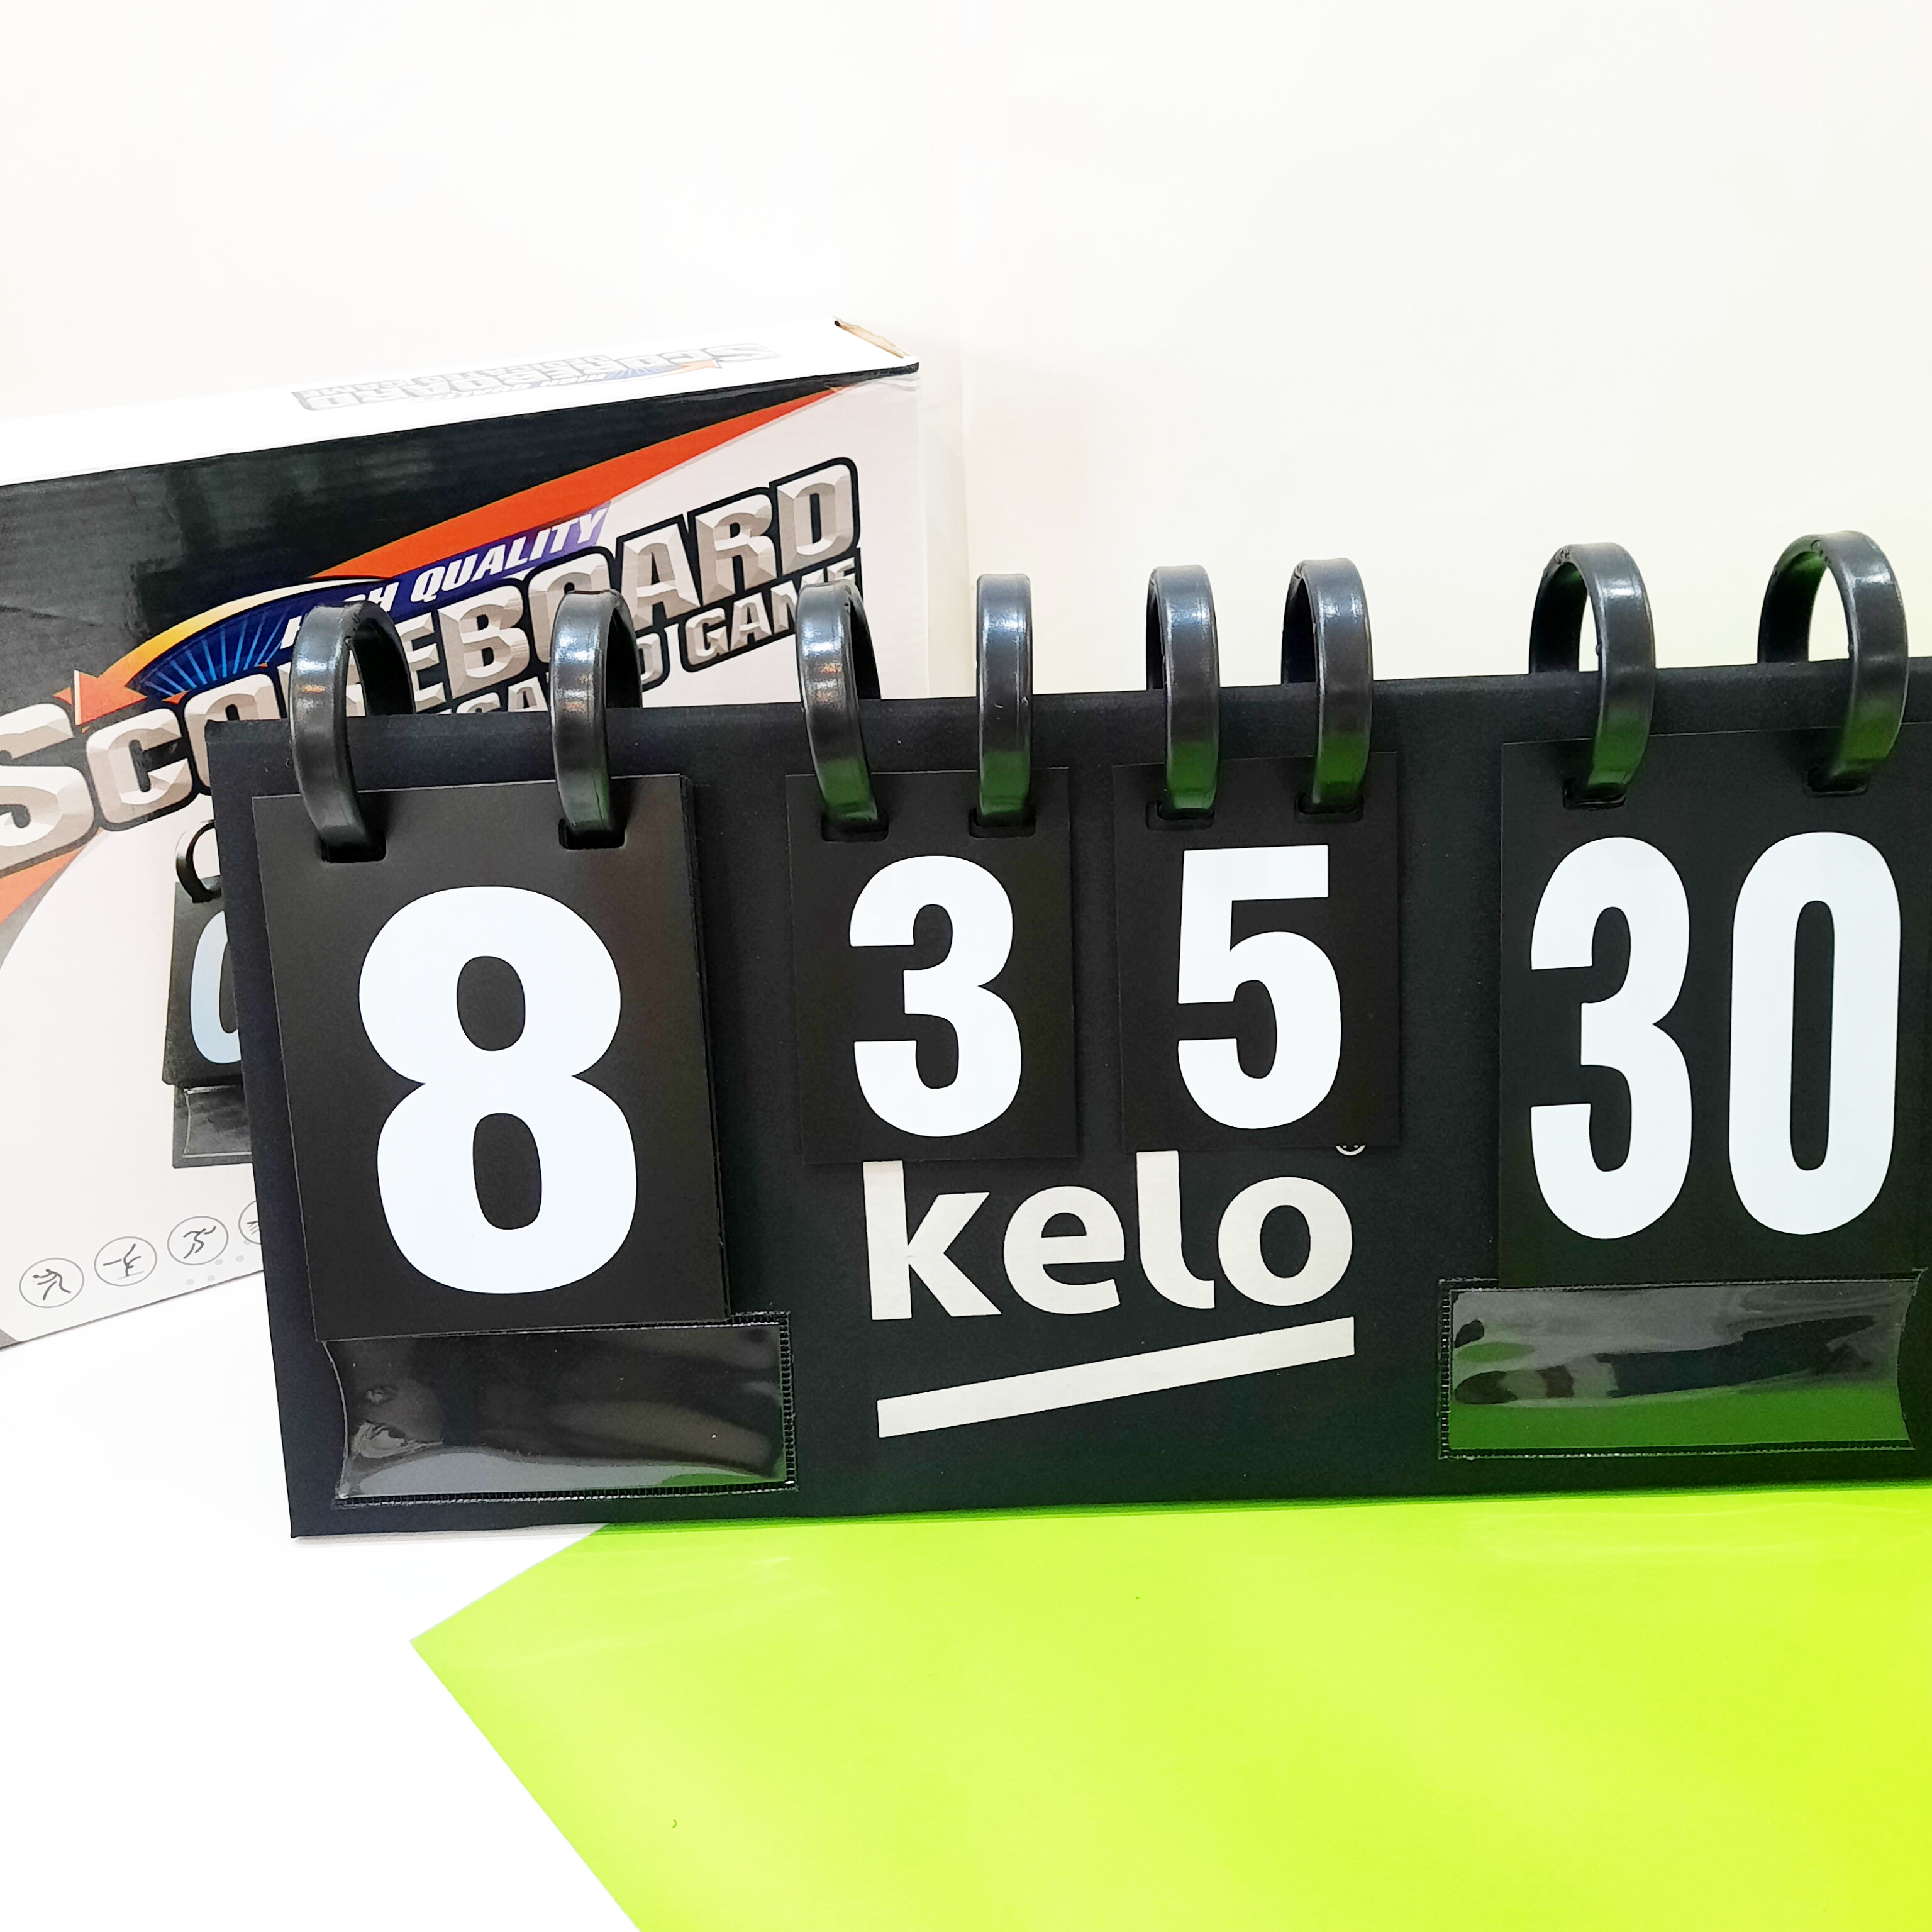 HIGH QUALITY
SCOREBOARD
GAME
8
3
5
30
kelo